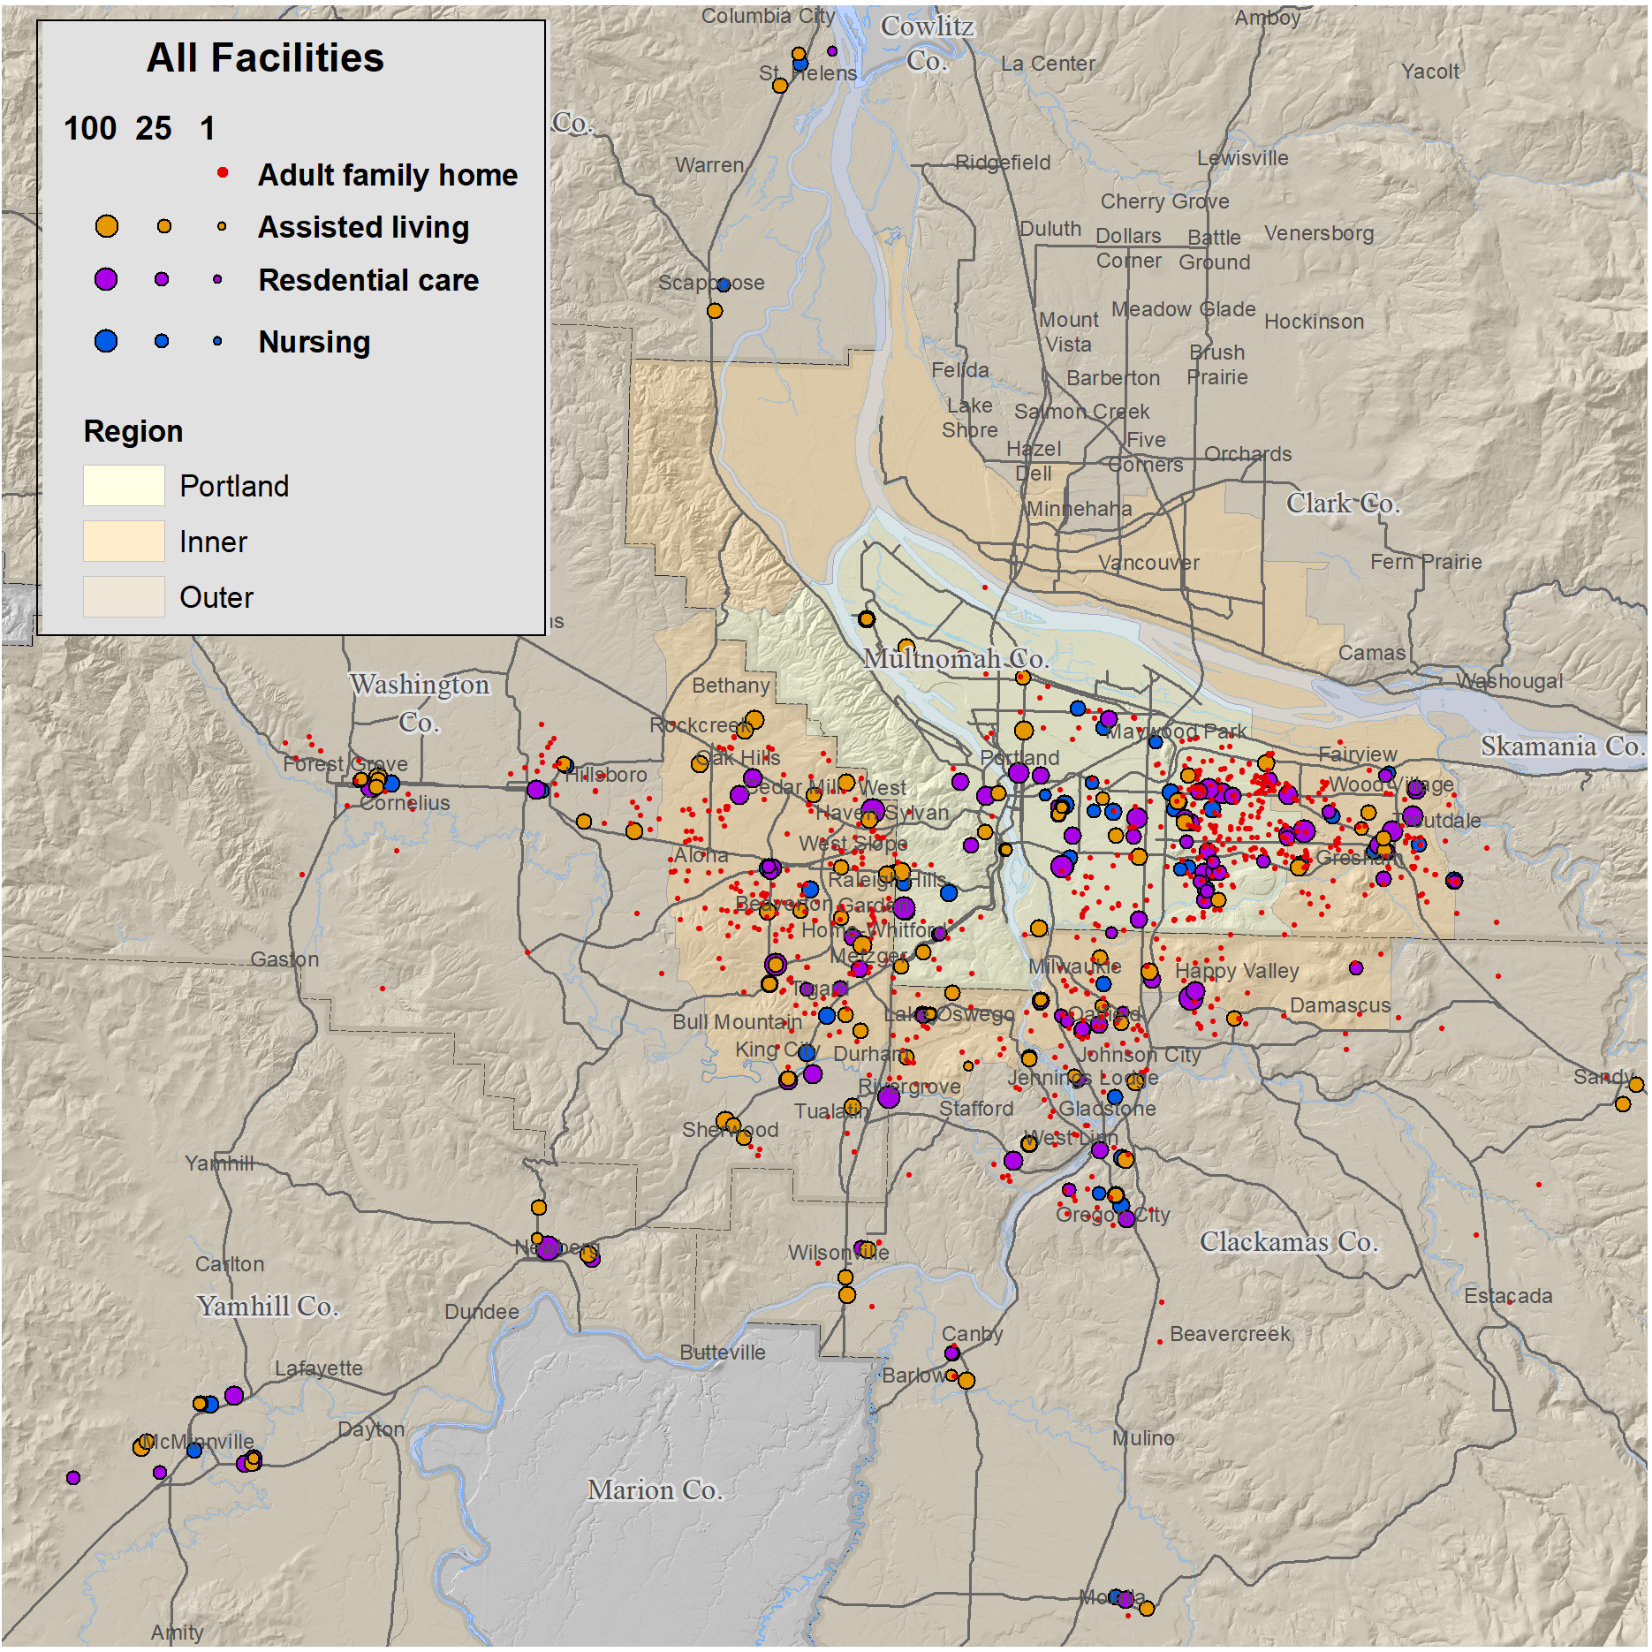 All Facilities
100 25 1
Adult family home
Assisted living
Resdential care
Nursing
Region
Portland
Inner
Outer
Columbia City
Cowlitz
Co.
Amboy
La Center
Yacolt
St. Helens
Co.
Warren
Ridgefield
Lewisville
Cherry Grove
Duluth
Dollars
Corner
Battle
Ground
Venersborg
Scappoose
Meadow Glade
Mount
Vista
Hockinson
Brush
Prairie
Felida
Barberton
Lake
Shore
Salmon Creek
Hazel
Dell
Five
Corners
Orchards
Clark Co.
Minnehaha
Vancouver
Fern Prairie
Multnomah Co.
Camas
Washougal
Washington
Co.
Bethany
Rockcreek
Maywood Park
Skamania Co.
Forest Grove
Hillsboro
Oak Hills
Portland
Fairview
Wood Village
Cedar Mill
West
Haven-Sylvan
Cornelius
Troutdale
Aloha
West Slope
Gresham
Raleigh Hills
Beaverton
Garden
Home-Whitford
Gaston
Metzger
Milwaukie
Happy Valley
Tigard
Damascus
Bull Mountain
Lake Oswego
Oatfield
King City
Durham
Johnson City
Rivergrove
Jennings Lodge
Sandy
Tualatin
Stafford
Gladstone
Sherwood
West Linn
Yamhill
Oregon City
Newberg
Wilsonville
Clackamas Co.
Carlton
Yamhill Co.
Dundee
Estacada
Canby
Beavercreek
Butteville
Lafayette
Barlow
Dayton
McMinnville
Mulino
Marion Co.
Molalla
Amity